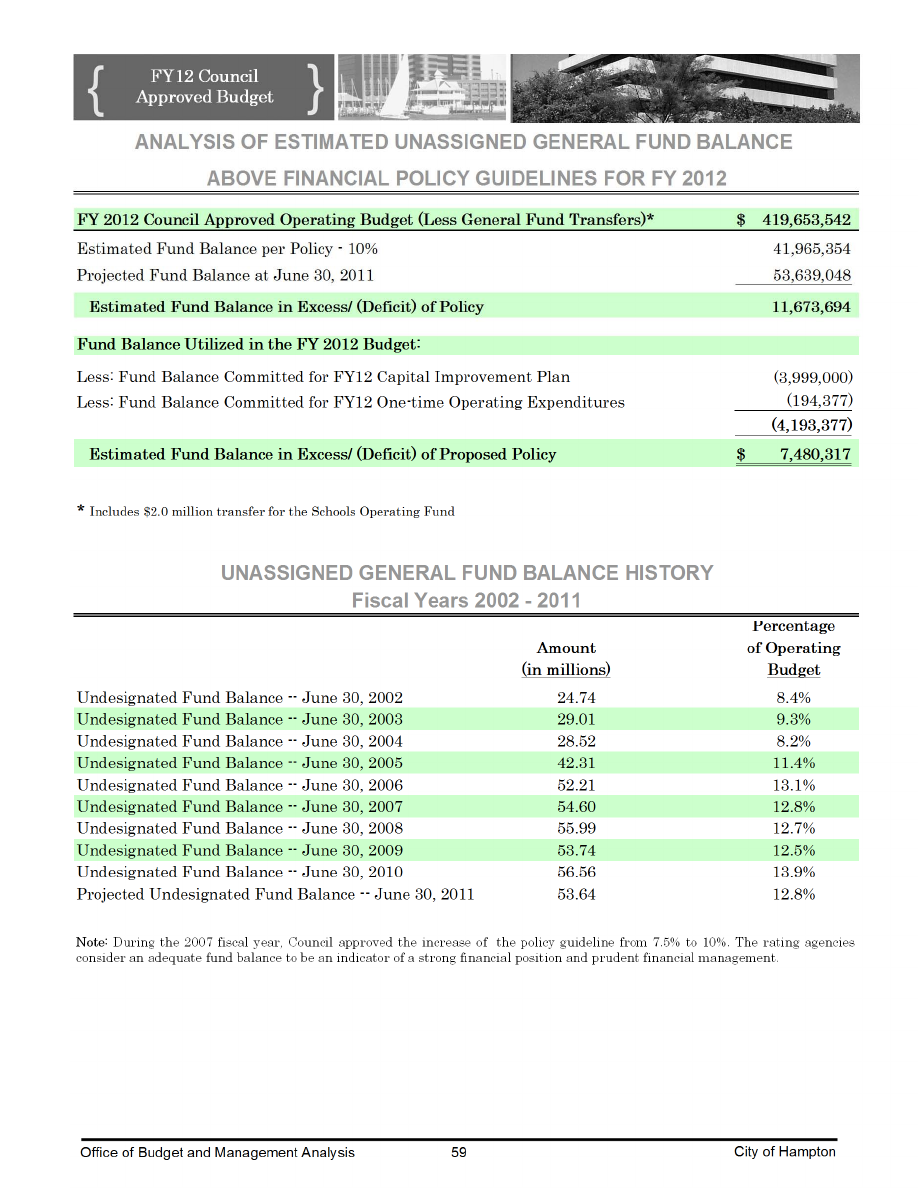 { FY12 Council }
Approved Budget
ANALYSIS OF ESTIMATED UNASSIGNED GENERAL FUND BALANCE
ABOVE FINANCIAL POLICY GUIDELINES FOR FY 2012
FY 2012 Council Approved Operating Budget (Less General Fund Transfers)* $ 419,653,542
Estimated Fund Balance per Policy - 10% 41,965,354
Projected Fund Balance at June 30, 2011 53,639,048
Estimated Fund Balance in Excess/ (Deficit) of Policy 11,673,694
Fund Balance Utilized in the FY 2012 Budget:
Less: Fund Balance Committed for FY12 Capital Improvement Plan (3,999,000)
Less: Fund Balance Committed for FY12 One-time Operating Expenditures (194,377)
(4,193,377)
Estimated Fund Balance in Excess/ (Deficit) of Proposed Policy $ 7,480,317
* Includes $2.0 million transfer for the Schools Operating Fund
UNASSIGNED GENERAL FUND BALANCE HISTORY
Fiscal Years 2002 - 2011
Percentage
Amount of Operating
(in millions) Budget
Undesignated Fund Balance -- June 30, 2002 24.74 8.4%
Undesignated Fund Balance -- June 30, 2003 29.01 9.3%
Undesignated Fund Balance -- June 30, 2004 28.52 8.2%
Undesignated Fund Balance -- June 30, 2005 42.31 11.4%
Undesignated Fund Balance -- June 30, 2006 52.21 13.1%
Undesignated Fund Balance -- June 30, 2007 54.60 12.8%
Undesignated Fund Balance -- June 30, 2008 55.99 12.7%
Undesignated Fund Balance -- June 30, 2009 53.74 12.5%
Undesignated Fund Balance -- June 30, 2010 56.56 13.9%
Projected Undesignated Fund Balance -- June 30, 2011 53.64 12.8%
Note: During the 2007 fiscal year, Council approved the increase of the policy guideline from 7.5% to 10%. The rating agencies
consider an adequate fund balance to be an indicator of a strong financial position and prudent financial management.
Office of Budget and Management Analysis 59 City of Hampton